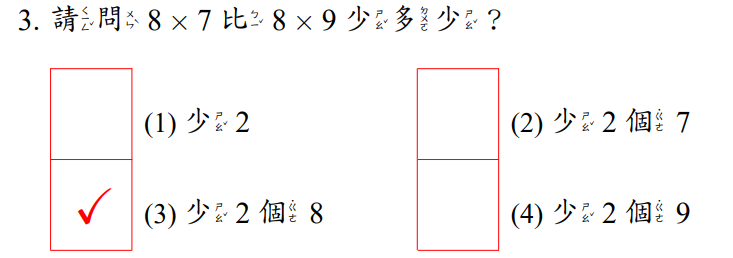 3. 請問 8 × 7 比 8 × 9 少多少？
(1) 少 2
(2) 少 2 個 7
✓ (3) 少 2 個 8
(4) 少 2 個 9